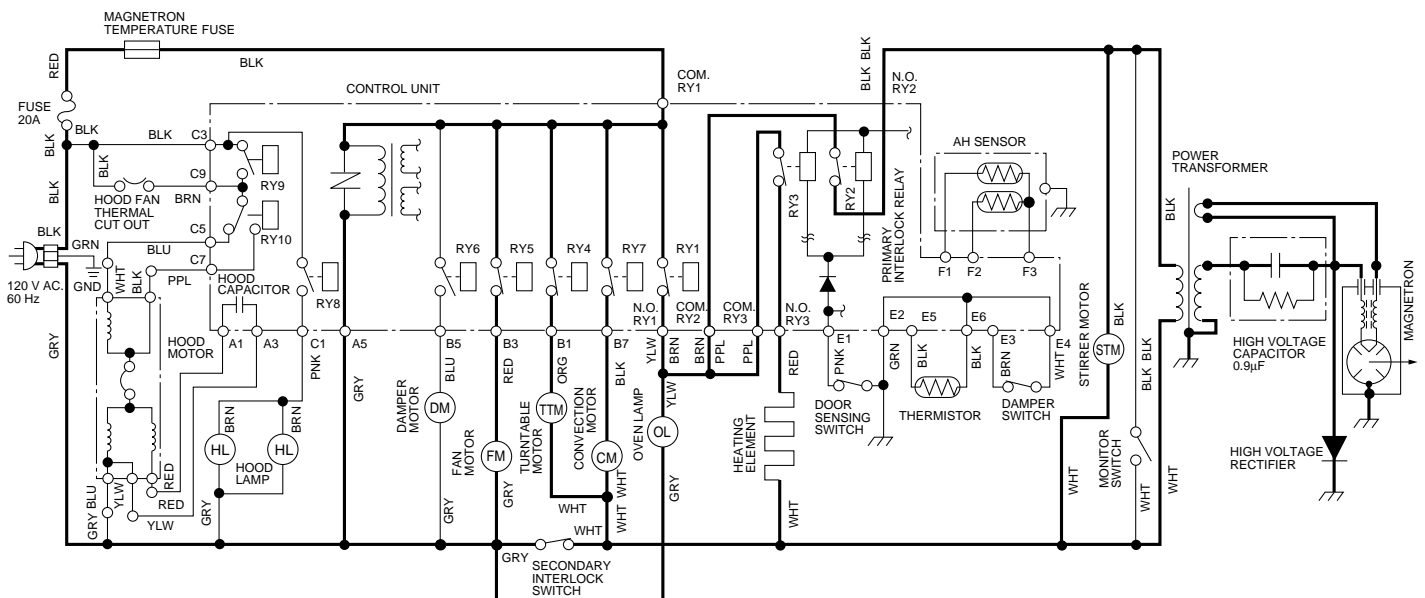 MAGNETRON
TEMPERATURE FUSE
RED
BLK
FUSE
20A
BLK
BLK
BLK
BLK
BLK
BLK
GRN
GND
120 V AC.
60 Hz
GRY
CONTROL UNIT
C3
C9
RY9
HOOD FAN
THERMAL
CUT OUT
BRN
C5
RY10
BLU
C7
PPL
WHT
BLK
HOOD
CAPACITOR
RY8
HOOD
MOTOR
A1
A3
C1
A5
PNK
GRY
BRN
BRN
HL
HL
HOOD
LAMP
GRY
RED
RED
YLW
YLW
BLU
GRY
RY6
RY5
RY4
RY7
RY1
COM.
RY1
N.O.
RY1
COM.
RY2
COM.
RY3
N.O.
RY3
B5
B3
B1
B7
BLU
RED
ORG
BLK
YLW
BRN
BRN
PPL
PPL
YLW
DAMPER
MOTOR
DM
GRY
FAN
MOTOR
FM
GRY
TURNTABLE
MOTOR
TTM
WHT
CONVECTION
MOTOR
CM
WHT
WHT
WHT
OVEN LAMP
OL
GRY
GRY
SECONDARY
INTERLOCK
SWITCH
BLK BLK
N.O.
RY2
RY3
RY2
PRIMARY
INTERLOCK RELAY
AH SENSOR
F1
F2
F3
RED
HEATING
ELEMENT
WHT
E1
E2
E5
E6
E3
E4
PNK
GRN
BLK
BLK
BRN
WHT
DOOR
SENSING
SWITCH
THERMISTOR
DAMPER
SWITCH
STIRRER MOTOR
STM
BLK
WHT
BLK BLK
MONITOR
SWITCH
WHT
WHT
POWER
TRANSFORMER
BLK
HIGH VOLTAGE
CAPACITOR
0.9µF
MAGNETRON
HIGH VOLTAGE
RECTIFIER